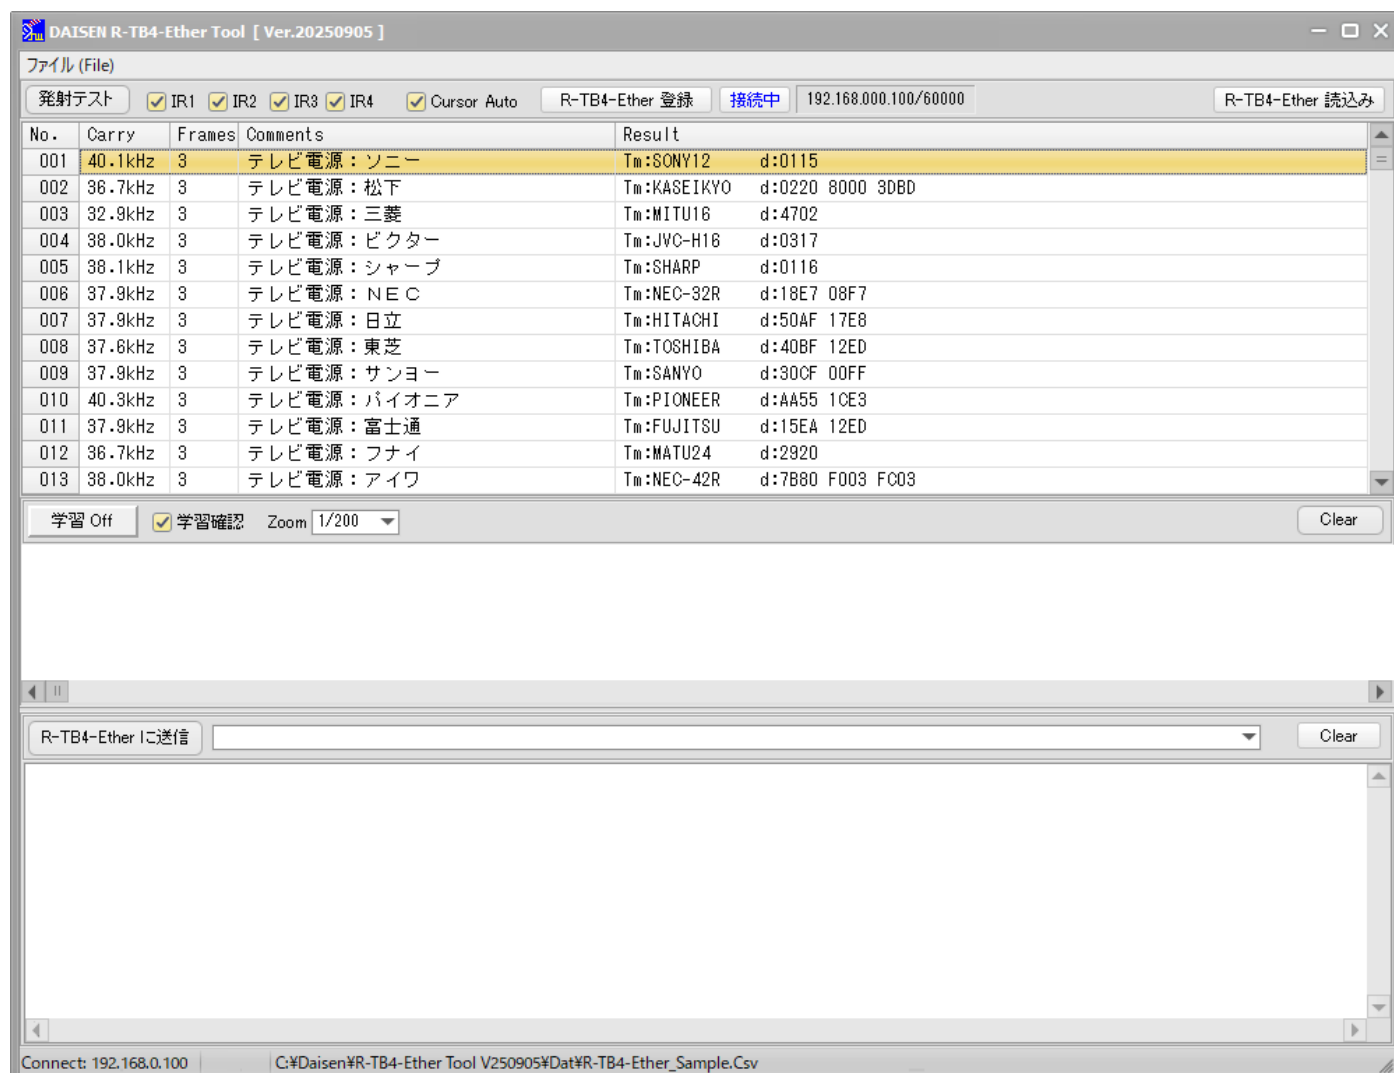 DAISEN R-TB4-Ether Tool [ Ver.20250905 ]
ファイル (File)
発射テスト IR1 IR2 IR3 IR4 Cursor Auto R-TB4-Ether 登録 接続中 192.168.000.100/60000 R-TB4-Ether 読込み
No. Carry Frames Comments Result
001 40.1kHz 3 テレビ電源：ソニー Tm:SONY12 d:0115
002 36.7kHz 3 テレビ電源：松下 Tm:KASEIKYO d:0220 8000 3DBD
003 32.9kHz 3 テレビ電源：三菱 Tm:MITU16 d:4702
004 38.0kHz 3 テレビ電源：ビクター Tm:JVC-H16 d:0317
005 38.1kHz 3 テレビ電源：シャープ Tm:SHARP d:0116
006 37.9kHz 3 テレビ電源：ＮＥＣ Tm:NEC-32R d:18E7 08F7
007 37.9kHz 3 テレビ電源：日立 Tm:HITACHI d:50AF 17E8
008 37.6kHz 3 テレビ電源：東芝 Tm:TOSHIBA d:40BF 12ED
009 37.9kHz 3 テレビ電源：サンヨー Tm:SANYO d:30CF 00FF
010 40.3kHz 3 テレビ電源：パイオニア Tm:PIONEER d:AA55 1CE3
011 37.9kHz 3 テレビ電源：富士通 Tm:FUJITSU d:15EA 12ED
012 36.7kHz 3 テレビ電源：フナイ Tm:MATU24 d:2920
013 38.0kHz 3 テレビ電源：アイワ Tm:NEC-42R d:7B80 F003 FC03
学習 Off 学習確認 Zoom 1/200 Clear
R-TB4-Ether に送信 Clear
Connect: 192.168.0.100 C:¥Daisen¥R-TB4-Ether Tool V250905¥Dat¥R-TB4-Ether_Sample.Csv